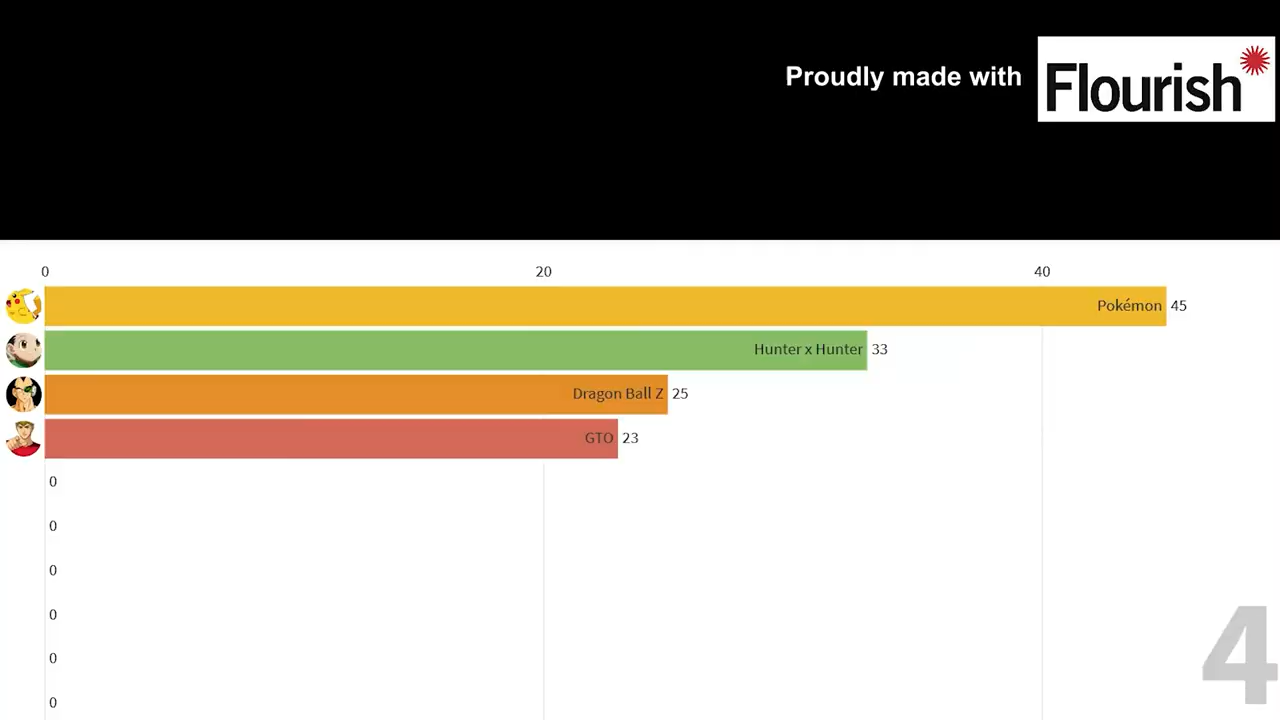 Proudly made with
Flourish
0 20 40
Pokémon 45
Hunter x Hunter 33
Dragon Ball Z 25
GTO 23
0
0
0
0
0
0
4